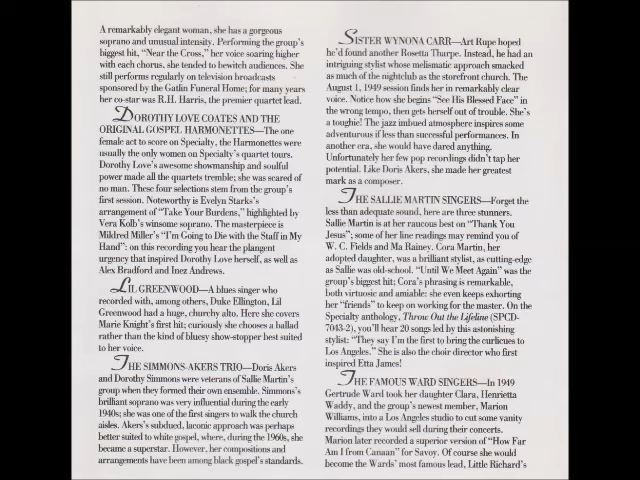 A remarkably elegant woman, she has a gorgeous
soprano and unusual intensity. Performing the group's
biggest hit, "Near the Cross," her voice soaring higher
with each chorus, she tended to bewitch audiences. She
still performs regularly on television broadcasts
sponsored by the Gatlin Funeral Home; for many years
her co-star was R.H. Harris, the premier quartet lead.
DOROTHY LOVE COATES AND THE
ORIGINAL GOSPEL HARMONETTES—The one
female act to score on Specialty, the Harmonettes were
usually the only women on Specialty's quartet tours.
Dorothy Love's awesome showmanship and soulful
power made all the quartets tremble; she was scared of
no man. These four selections stem from the group's
first session. Noteworthy is Evelyn Starks's
arrangement of "Take Your Burdens," highlighted by
Vera Kolb's winsome soprano. The masterpiece is
Mildred Miller's "I'm Going to Die with the Staff in My
Hand": on this recording you hear the plangent
urgency that inspired Dorothy Love herself, as well as
Alex Bradford and Inez Andrews.
LIL GREENWOOD—A blues singer who
recorded with, among others, Duke Ellington, Lil
Greenwood had a huge, churchy alto. Here she covers
Marie Knight's first hit; curiously she chooses a ballad
rather than the kind of bluesy show-stopper best suited
to her voice.
THE SIMMONS-AKERS TRIO—Doris Akers
and Dorothy Simmons were veterans of Sallie Martin's
group when they formed their own ensemble. Simmons's
brilliant soprano was very influential during the early
1940s; she was one of the first singers to walk the church
aisles. Akers's subdued, laconic approach was perhaps
better suited to white gospel, where, during the 1960s, she
became a superstar. However, her compositions and
arrangements have been among black gospel's standards.
SISTER WYNONA CARR—Art Rupe hoped
he'd found another Rosetta Tharpe. Instead, he had an
intriguing stylist whose melismatic approach smacked
as much of the nightclub as the storefront church. The
August 1, 1949 session finds her in remarkably clear
voice. Notice how she begins "See His Blessed Face" in
the wrong tempo, then gets herself out of trouble. She's
a toughie! The jazz imbued atmosphere inspires some
adventures if less than successful performances. In
another era, she would have dared anything.
Unfortunately her few pop recordings didn't tap her
potential. Like Doris Akers, she made her greatest
mark as a composer.
THE SALLIE MARTIN SINGERS—Forget the
less than adequate sound, here are three stunners.
Sallie Martin is at her raucous best on "Thank You
Jesus"; some of her line readings may remind you of
W. C. Fields and Ma Rainey. Cora Martin, her
adopted daughter, was a brilliant stylist, as cutting-edge
as Sallie was old-school. "Until We Meet Again" was the
group's biggest hit; Cora's phrasing is remarkable,
both virtuosic and amiable: she even keeps exhorting
her "friends" to keep on working for the master. On the
Specialty anthology, Throw Out the Lifeline (SPCD-
7043-2), you'll hear 20 songs led by this astonishing
stylist: "They say I'm the first to bring the curlicues to
Los Angeles." She is also the choir director who first
inspired Etta James!
THE FAMOUS WARD SINGERS—In 1949
Gertrude Ward took her daughter Clara, Henrietta
Waddy, and the group's newest member, Marion
Williams, into a Los Angeles studio to cut some vanity
recordings they would sell during their concerts.
Marion later recorded a superior version of "How Far
Am I from Canaan" for Savoy. Of course she would
become the Wards' most famous lead, Little Richard's